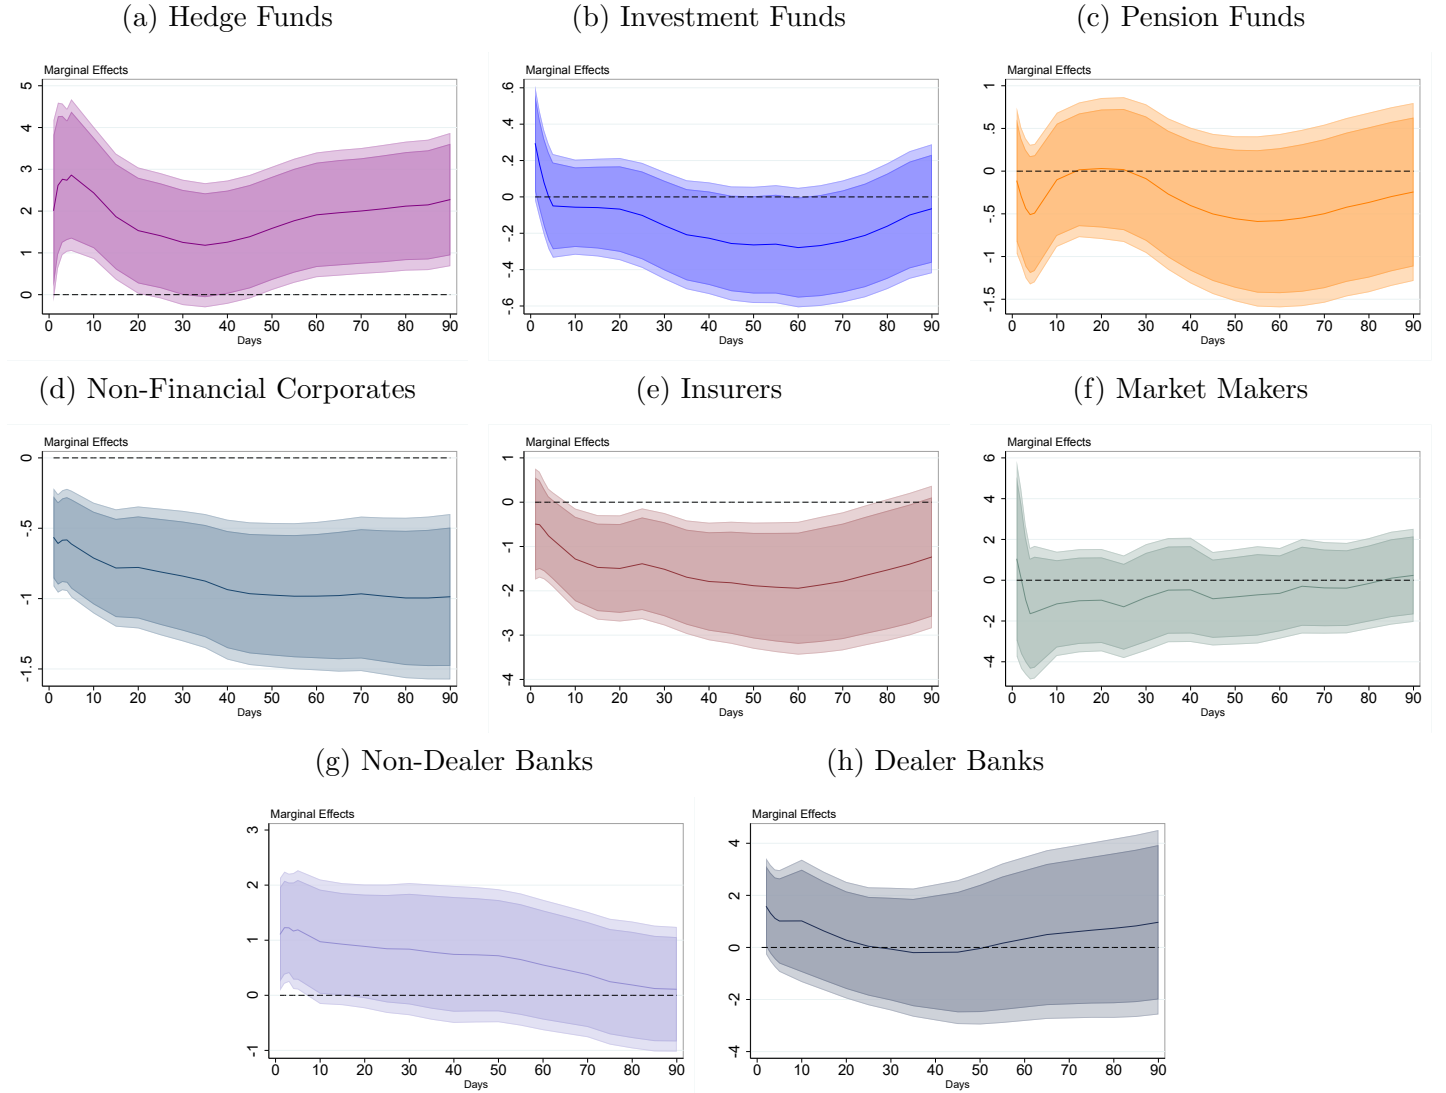 (a) Hedge Funds
Marginal Effects
5
4
3
2
1
0
0 10 20 30 40 50 60 70 80 90
Days
(b) Investment Funds
Marginal Effects
.6
.4
.2
0
-.2
-.4
-.6
0 10 20 30 40 50 60 70 80 90
Days
(c) Pension Funds
Marginal Effects
1
.5
0
-.5
-1
-1.5
0 10 20 30 40 50 60 70 80 90
Days
(d) Non-Financial Corporates
Marginal Effects
0
-.5
-1
-1.5
0 10 20 30 40 50 60 70 80 90
Days
(e) Insurers
Marginal Effects
1
0
-1
-2
-3
-4
0 10 20 30 40 50 60 70 80 90
Days
(f) Market Makers
Marginal Effects
6
4
2
0
-2
-4
0 10 20 30 40 50 60 70 80 90
Days
(g) Non-Dealer Banks
Marginal Effects
3
2
1
0
-1
0 10 20 30 40 50 60 70 80 90
Days
(h) Dealer Banks
Marginal Effects
4
2
0
-2
-4
0 10 20 30 40 50 60 70 80 90
Days